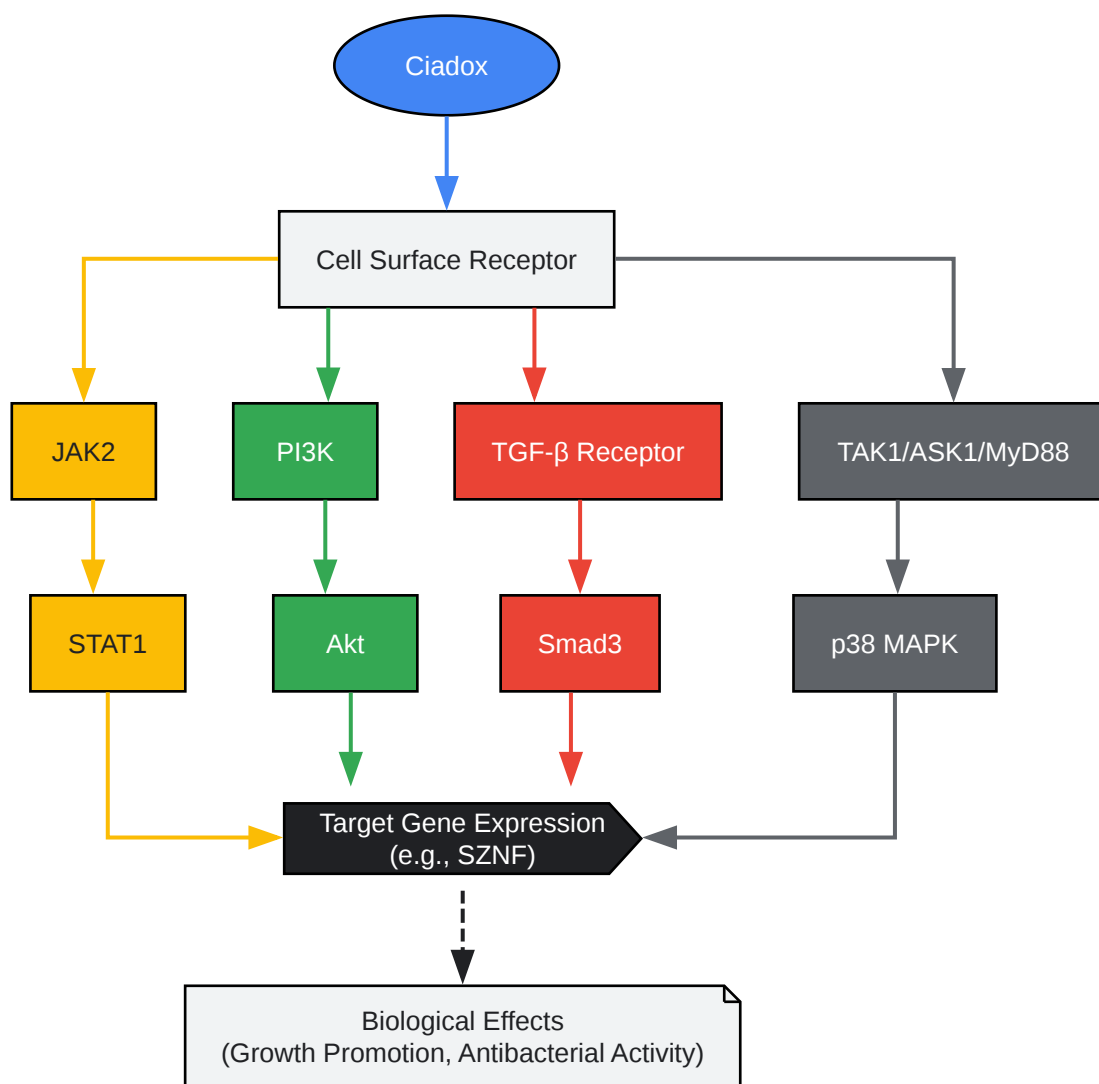 Ciadox
Cell Surface Receptor
JAK2
PI3K
TGF-β Receptor
TAK1/ASK1/MyD88
STAT1
Akt
Smad3
p38 MAPK
Target Gene Expression
(e.g., SZNF)
Biological Effects
(Growth Promotion, Antibacterial Activity)